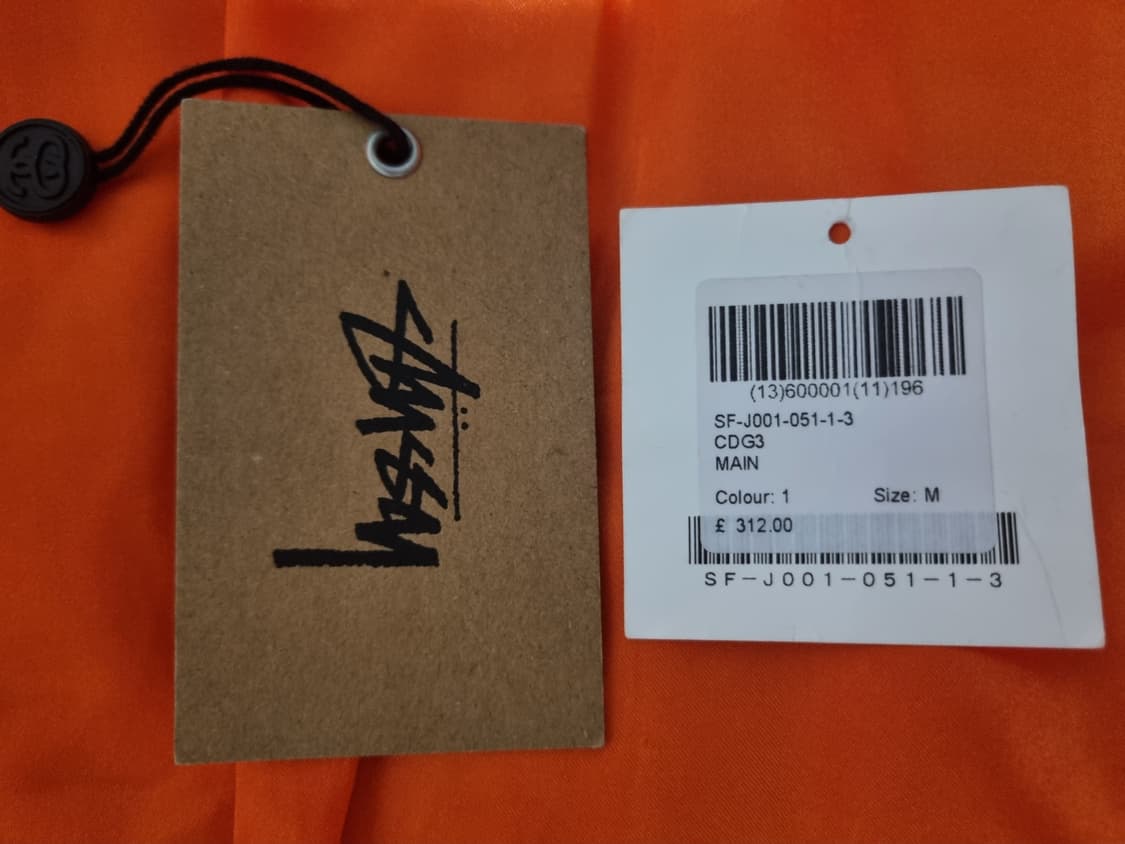 Stüssy
(13)600001(11)196
SF-J001-051-1-3
CDG3
MAIN
Colour: 1 Size: M
£ 312.00
SF-J001-051-1-3